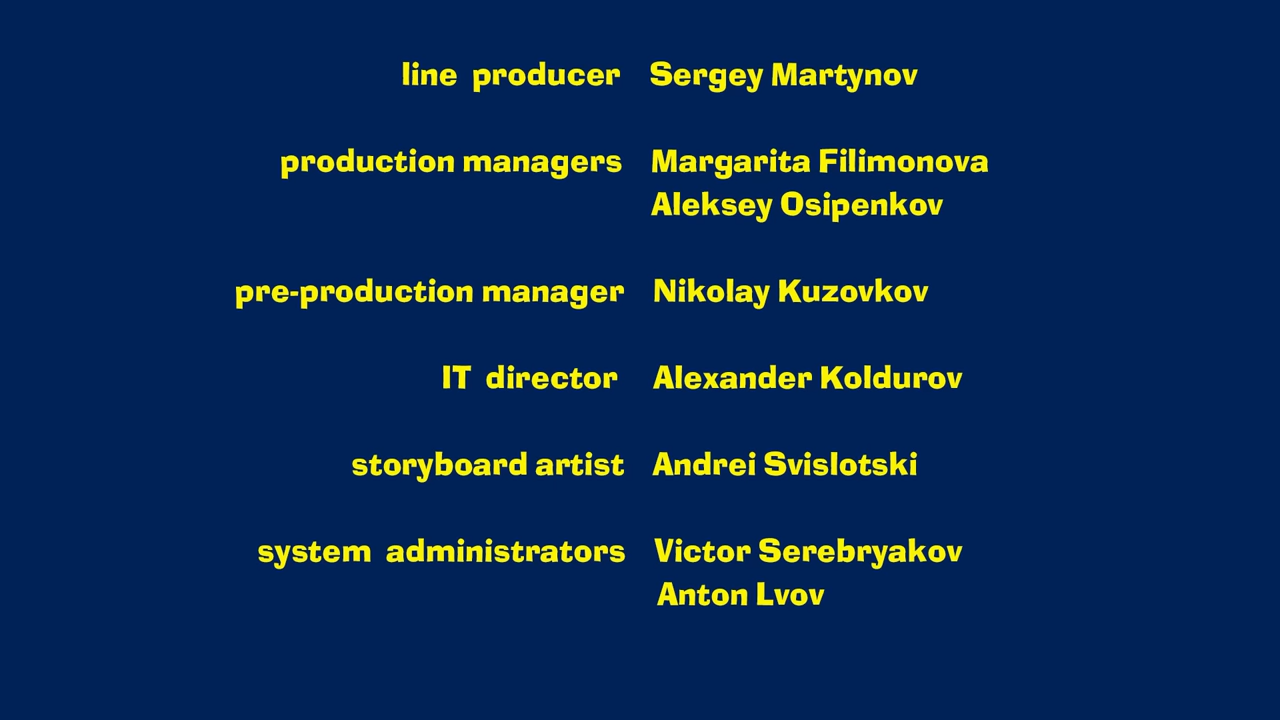 line producer Sergey Martynov
production managers Margarita Filimonova
Aleksey Osipenkov
pre-production manager Nikolay Kuzovkov
IT director Alexander Koldurov
storyboard artist Andrei Svislotski
system administrators Victor Serebryakov
Anton Lvov